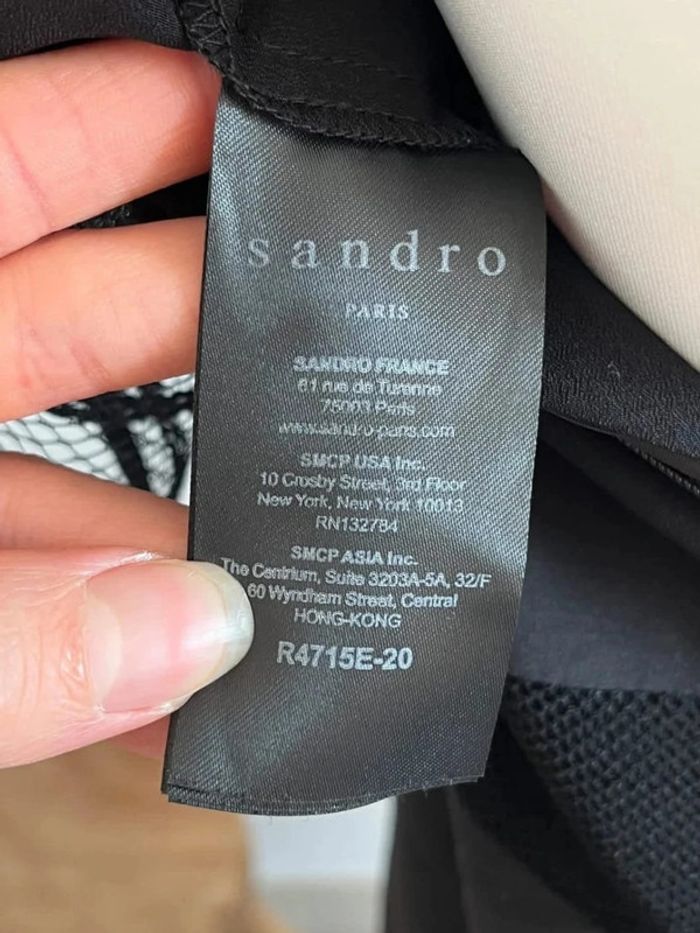 sandro
PARIS
SANDRO FRANCE
61 rue de Turenne
75003 Paris
www.sandro-paris.com
SMCP USA Inc.
10 Crosby Street, 3rd Floor
New York, New York 10013
RN132784
SMCP ASIA Inc.
The Centrium, Suite 3203A-5A, 32/F
60 Wyndham Street, Central
HONG-KONG
R4715E-20